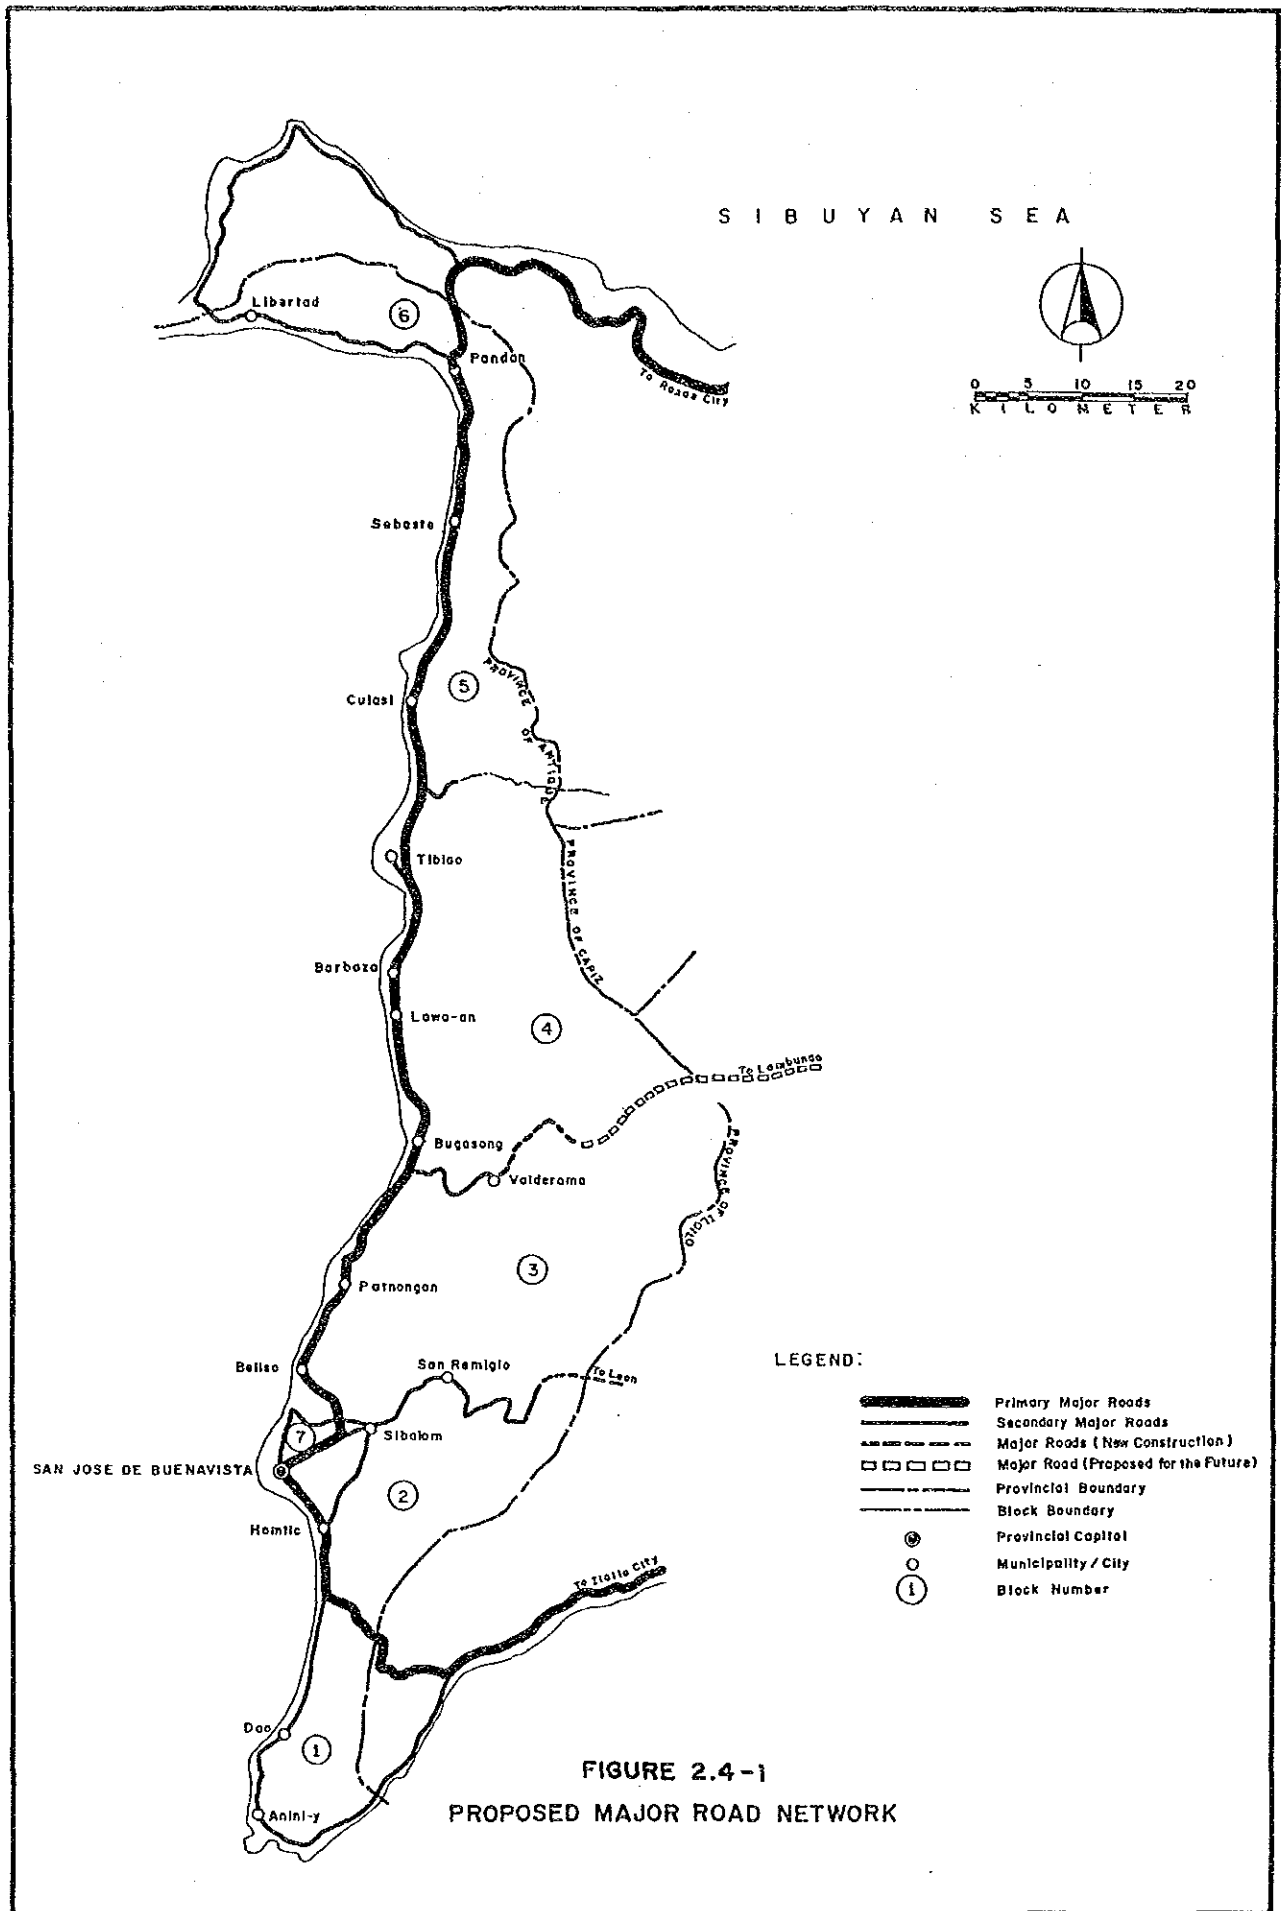 SIBUYAN SEA
0 5 10 15 20
KILOMETER
Libertad
6
Pandan
To Roxas City
Sebaste
Culasi
5
PROVINCE OF ANTIQUE
Tibiao
PROVINCE OF CAPIZ
Barbaza
Lawa-an
4
To Lambunao
Bugasong
Valderama
PROVINCE OF ILOILO
3
Patnongon
LEGEND:
Belison
San Remigio
To Leon
Primary Major Roads
Secondary Major Roads
7
Sibalom
Major Roads (New Construction)
Major Road (Proposed for the Future)
SAN JOSE DE BUENAVISTA
2
Provincial Boundary
Block Boundary
Hamtic
Provincial Capital
Municipality / City
To Iloilo City
1
Block Number
Dao
1
Anini-y
FIGURE 2.4-1
PROPOSED MAJOR ROAD NETWORK